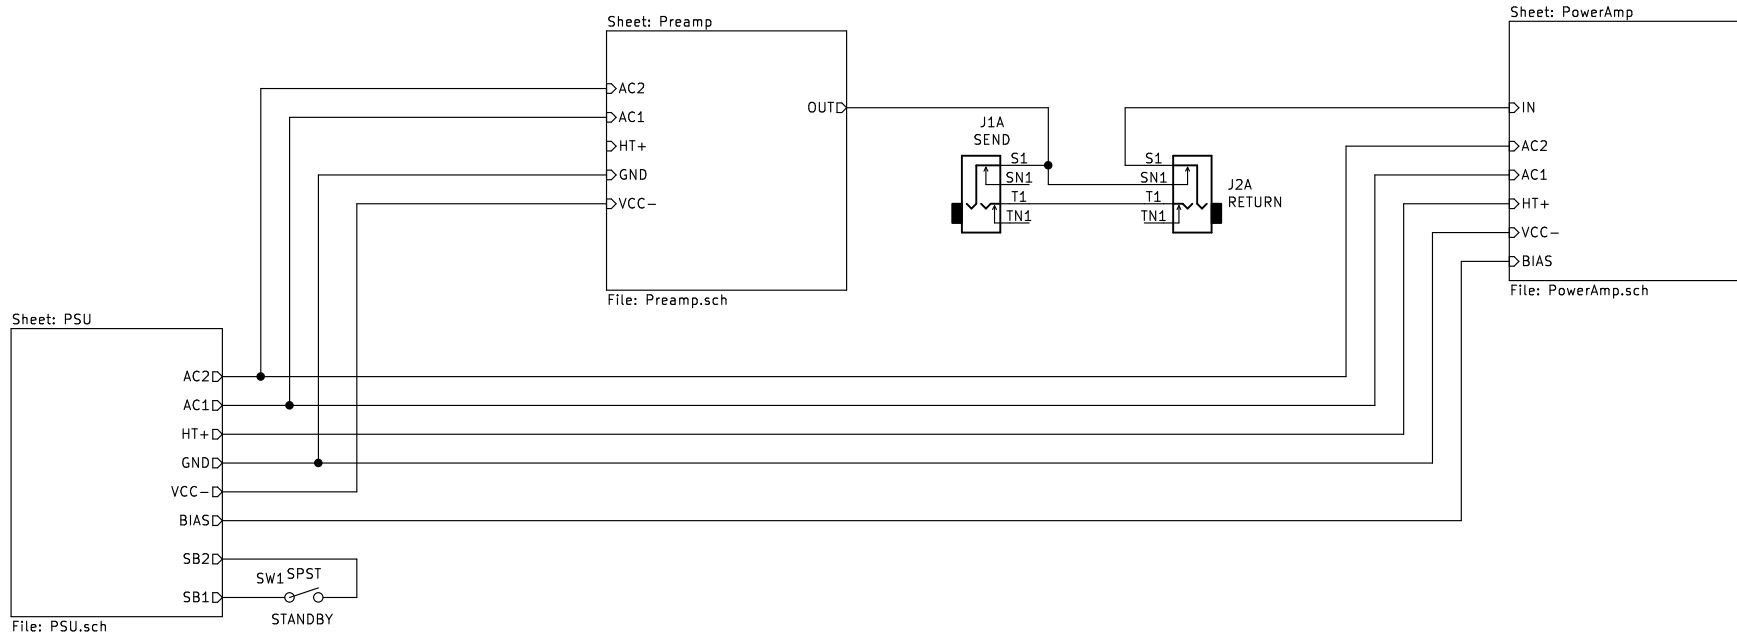 Sheet: Preamp
AC2
AC1
HT+
GND
VCC-
OUT
File: Preamp.sch
J1A
SEND
S1
SN1
T1
TN1
S1
SN1
T1
TN1
J2A
RETURN
Sheet: PowerAmp
IN
AC2
AC1
HT+
VCC-
BIAS
File: PowerAmp.sch
Sheet: PSU
AC2
AC1
HT+
GND
VCC-
BIAS
SB2
SB1
File: PSU.sch
SW1 SPST
STANDBY